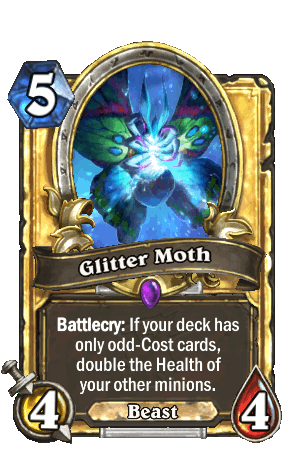 5
Glitter Moth
Battlecry: If your deck has
only odd-Cost cards,
double the Health of
your other minions.
4
Beast
4